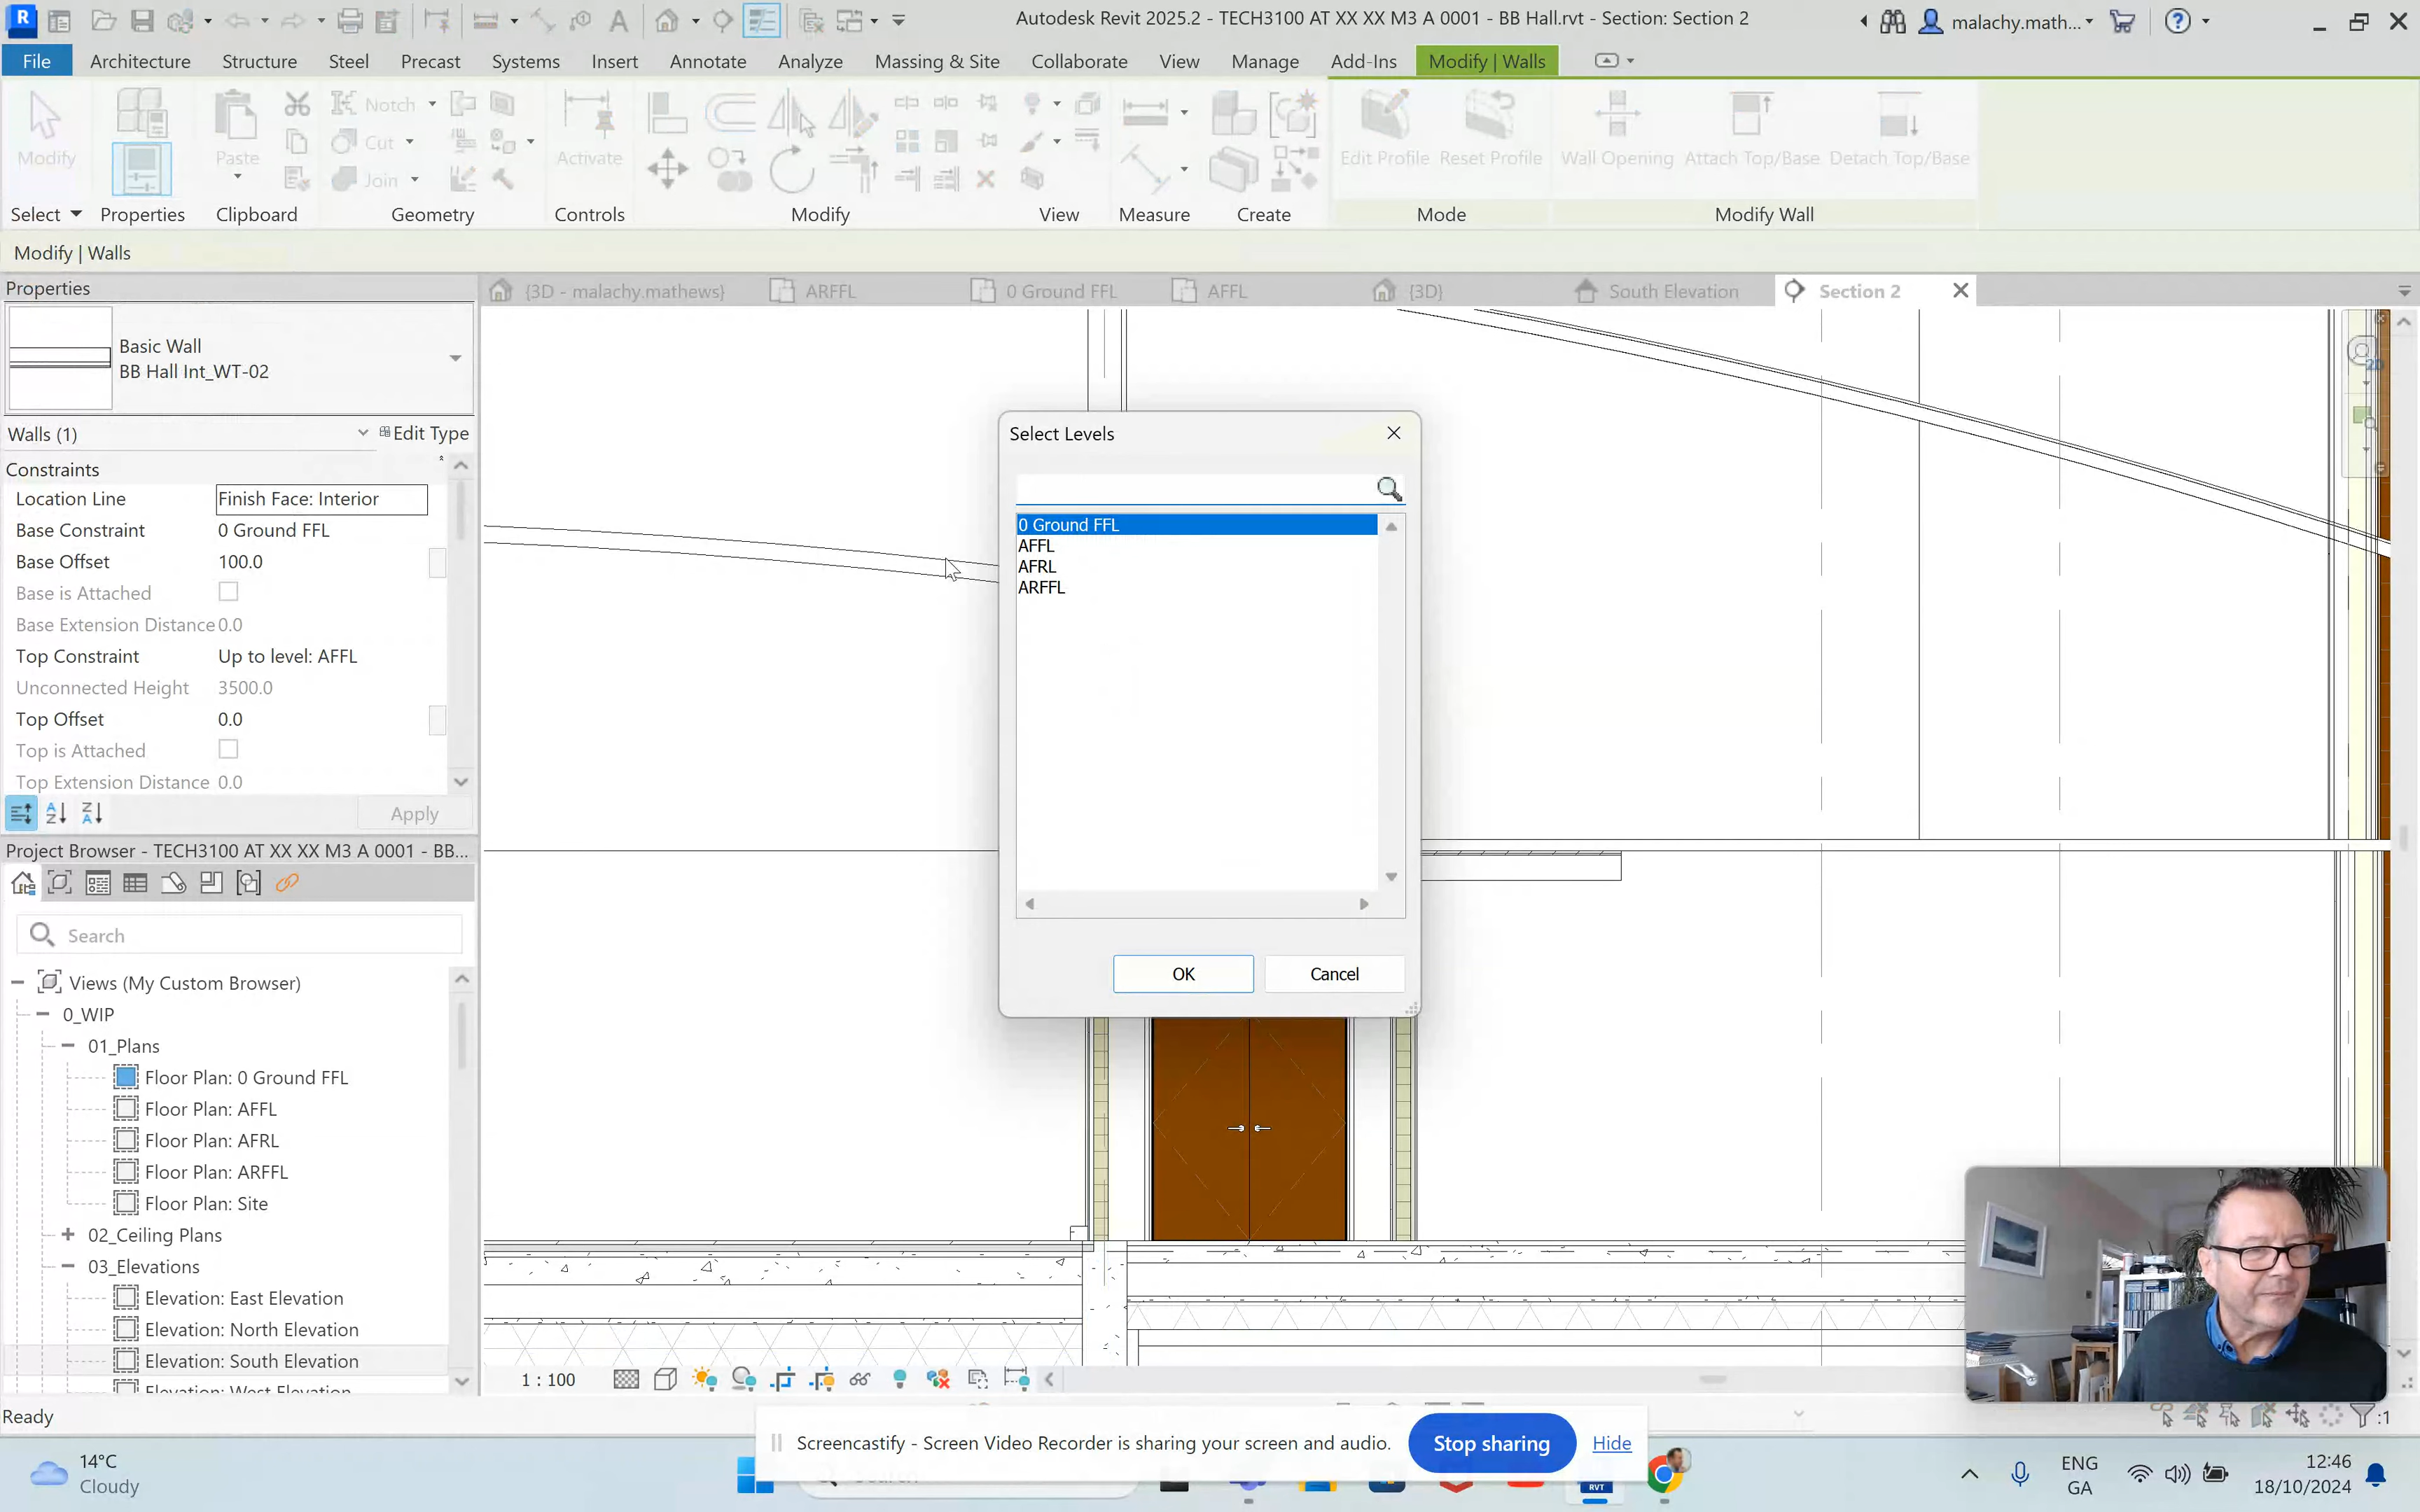 Autodesk Revit 2025.2 - TECH3100 AT XX XX M3 A 0001 - BB Hall.rvt - Section: Section 2
malachy.math...
File Architecture Structure Steel Precast Systems Insert Annotate Analyze Massing & Site Collaborate View Manage Add-Ins Modify | Walls
Modify
Paste
Notch
Cut
Join
Activate
Edit Profile Reset Profile Wall Opening Attach Top/Base Detach Top/Base
Select Properties Clipboard Geometry Controls Modify View Measure Create Mode Modify Wall
Modify | Walls
Properties
{3D - malachy.mathews} ARFFL 0 Ground FFL AFFL {3D} South Elevation Section 2
Basic Wall
BB Hall Int_WT-02
Walls (1) Edit Type
Constraints
Location Line Finish Face: Interior
Base Constraint 0 Ground FFL
Base Offset 100.0
Base is Attached
Base Extension Distance 0.0
Top Constraint Up to level: AFFL
Unconnected Height 3500.0
Top Offset 0.0
Top is Attached
Top Extension Distance 0.0
Apply
Select Levels
0 Ground FFL
AFFL
AFRL
ARFFL
OK Cancel
Project Browser - TECH3100 AT XX XX M3 A 0001 - BB...
Search
Views (My Custom Browser)
0_WIP
01_Plans
Floor Plan: 0 Ground FFL
Floor Plan: AFFL
Floor Plan: AFRL
Floor Plan: ARFFL
Floor Plan: Site
02_Ceiling Plans
03_Elevations
Elevation: East Elevation
Elevation: North Elevation
Elevation: South Elevation
Elevation: West Elevation
1 : 100
Ready
:1
Screencastify - Screen Video Recorder is sharing your screen and audio. Stop sharing Hide
14°C
Cloudy
RVT
ENG
GA
12:46
18/10/2024